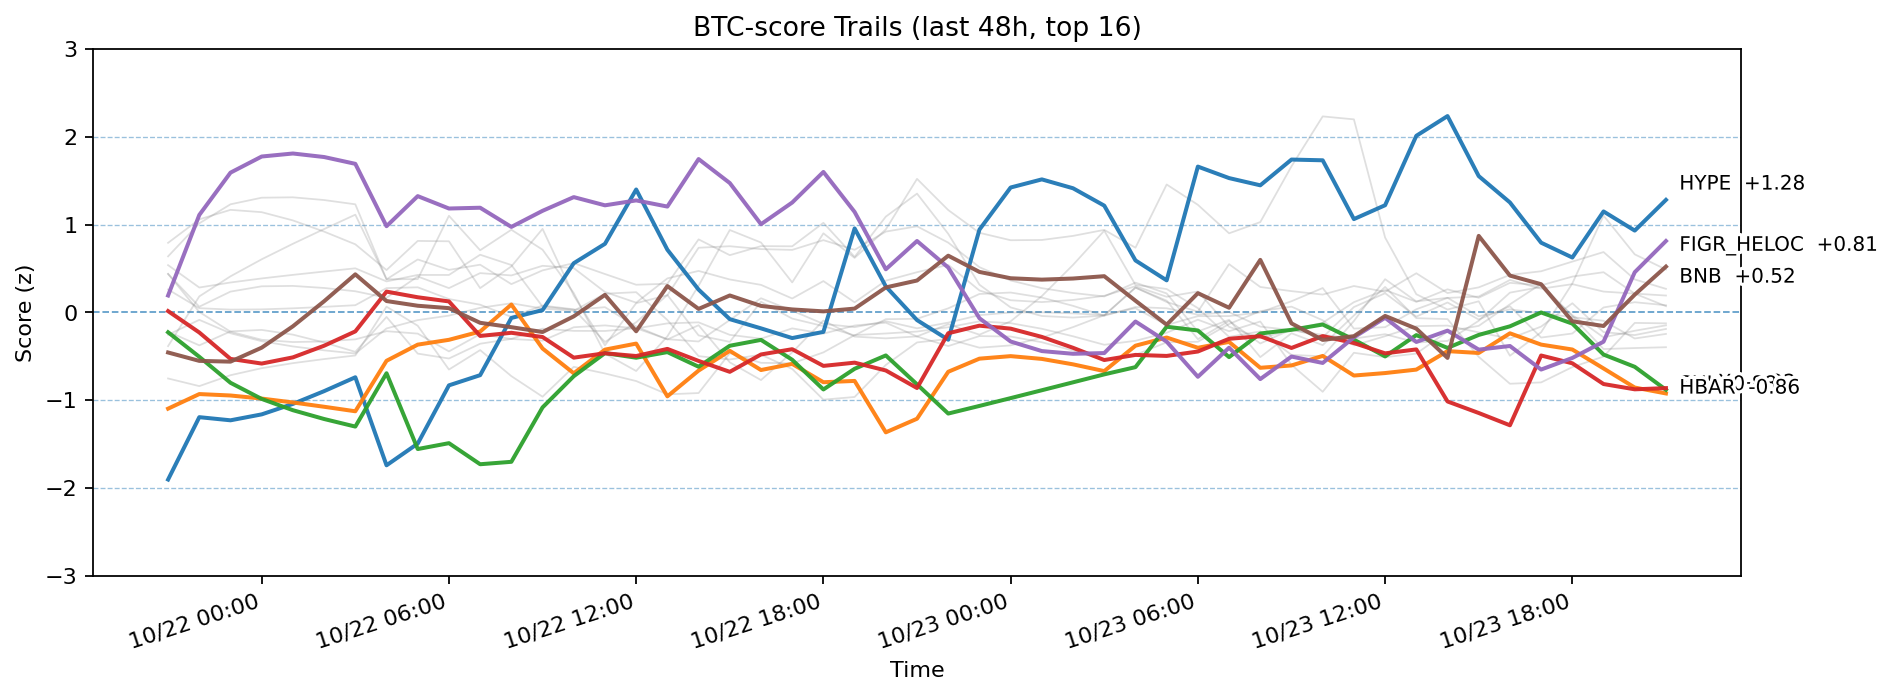 BTC-score Trails (last 48h, top 16)
3
2
1
0
−1
−2
−3
Score (z)
HYPE +1.28
FIGR_HELOC +0.81
BNB +0.52
HBAR -0.86
10/22 00:00
10/22 06:00
10/22 12:00
10/22 18:00
10/23 00:00
10/23 06:00
10/23 12:00
10/23 18:00
Time